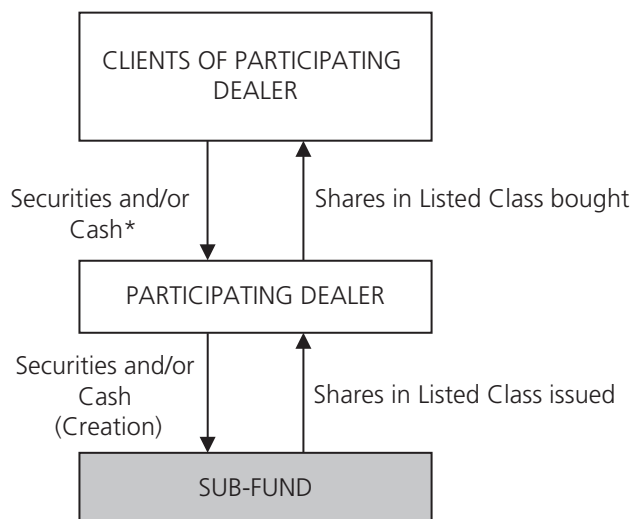 CLIENTS OF PARTICIPATING
DEALER
Securities and/or
Cash*
Shares in Listed Class bought
PARTICIPATING DEALER
Securities and/or
Cash
(Creation)
Shares in Listed Class issued
SUB-FUND